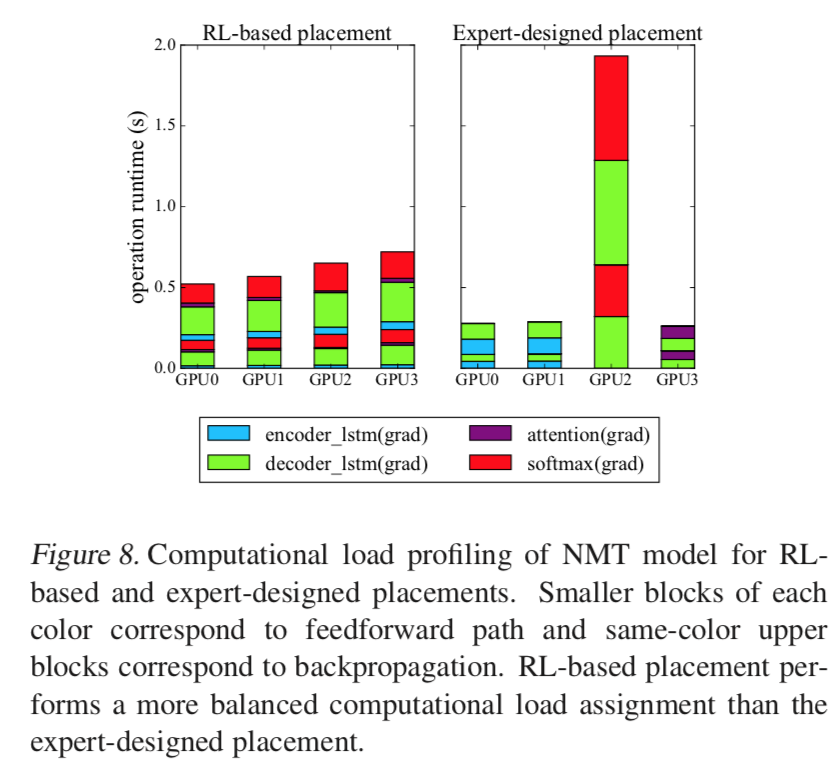 RL-based placement
Expert-designed placement
operation runtime (s)
2.0
1.5
1.0
0.5
0.0
GPU0 GPU1 GPU2 GPU3
GPU0 GPU1 GPU2 GPU3
encoder_lstm(grad)
attention(grad)
decoder_lstm(grad)
softmax(grad)
Figure 8. Computational load profiling of NMT model for RL-
based and expert-designed placements. Smaller blocks of each
color correspond to feedforward path and same-color upper
blocks correspond to backpropagation. RL-based placement per-
forms a more balanced computational load assignment than the
expert-designed placement.